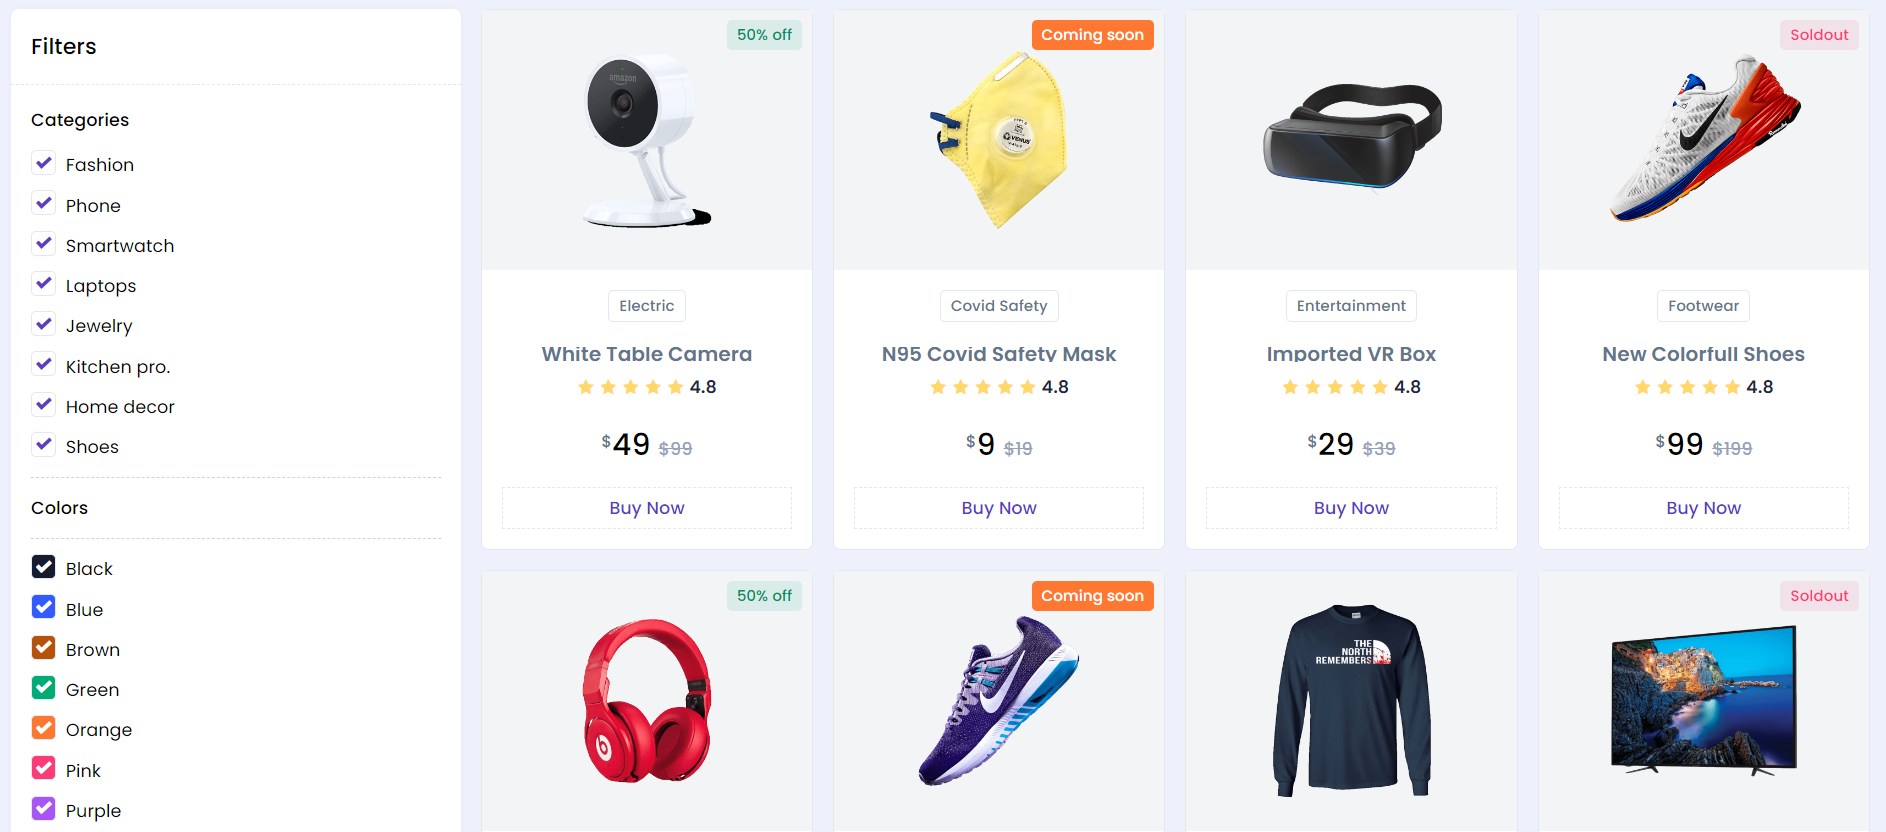 Filters
Categories
Fashion
Phone
Smartwatch
Laptops
Jewelry
Kitchen pro.
Home decor
Shoes
Colors
Black
Blue
Brown
Green
Orange
Pink
Purple
50% off
amazon
Electric
White Table Camera
4.8
$49 $99
Buy Now
Coming soon
Covid Safety
N95 Covid Safety Mask
4.8
$9 $19
Buy Now
Entertainment
Imported VR Box
4.8
$29 $39
Buy Now
Soldout
Footwear
New Colorfull Shoes
4.8
$99 $199
Buy Now
50% off
b
Coming soon
THE
NORTH
REMEMBERS
Soldout